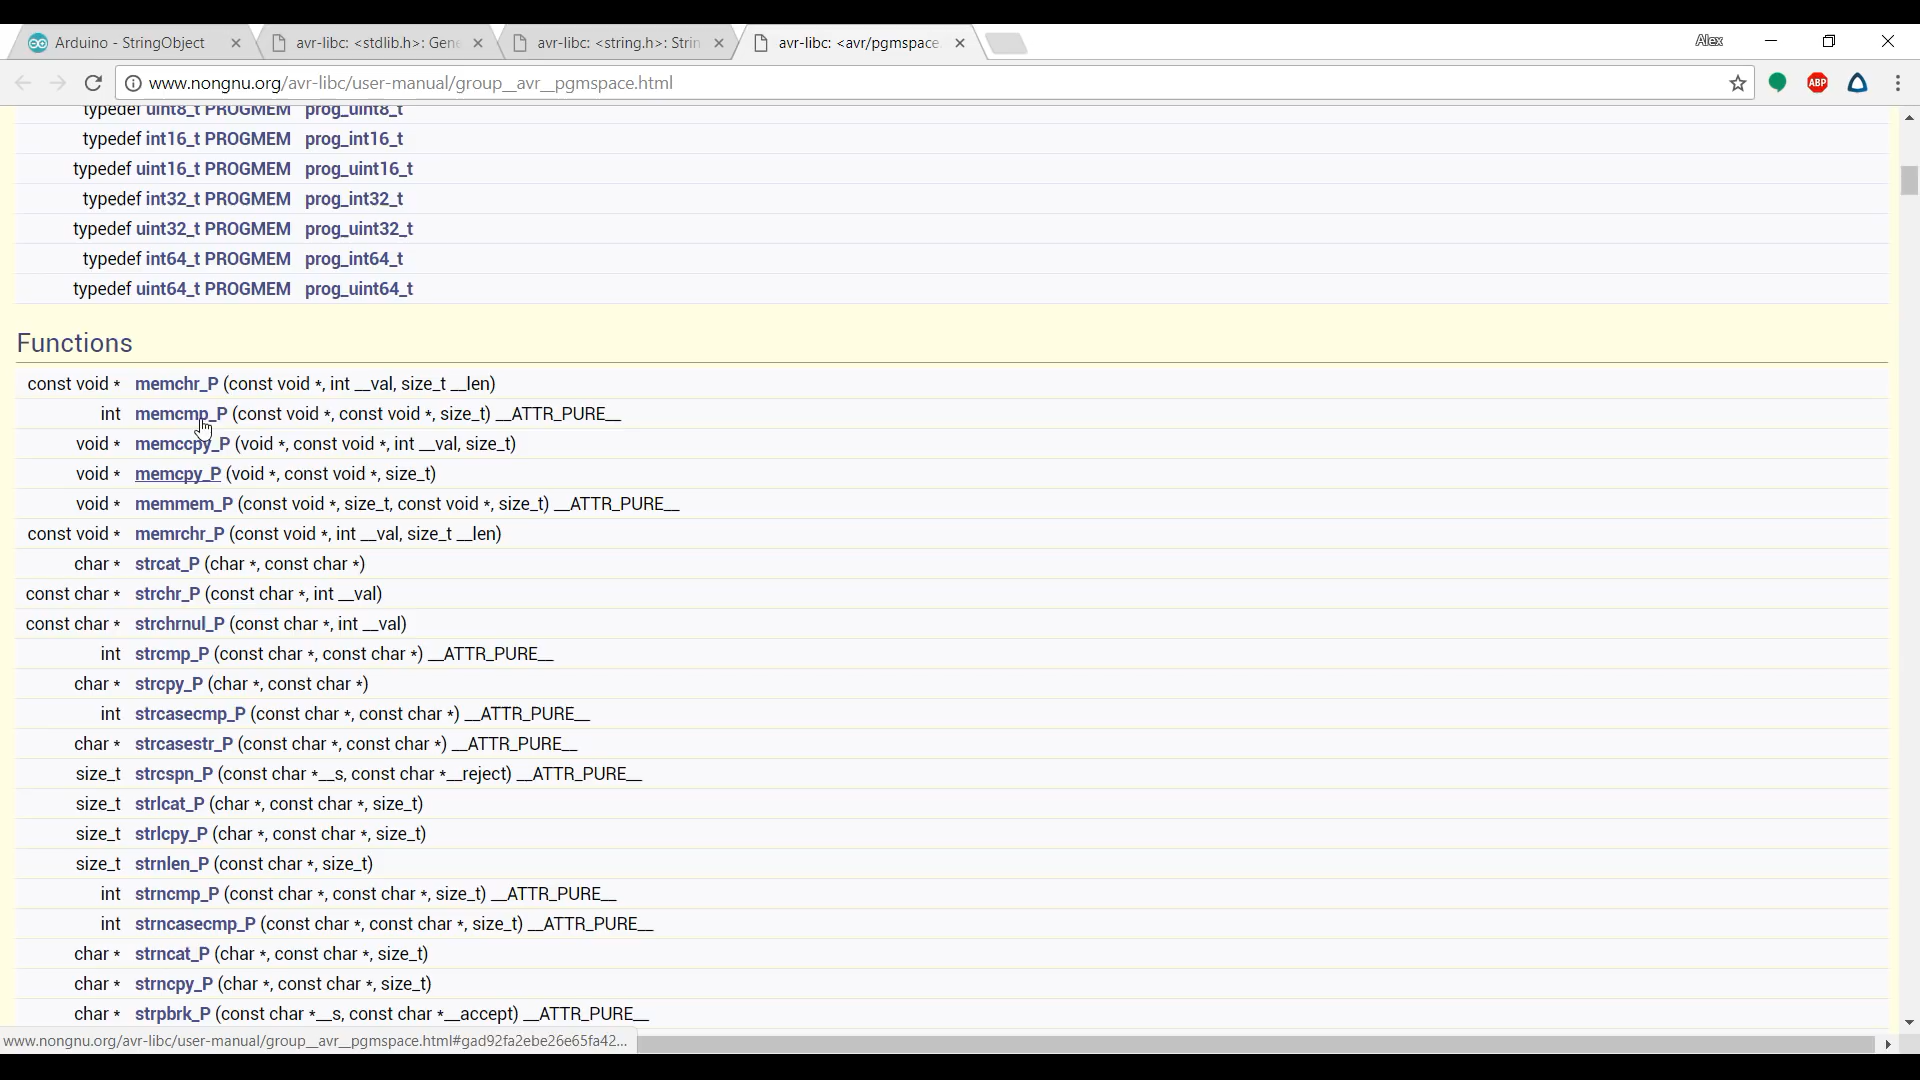 Arduino - StringObject
avr-libc: <stdlib.h>: Gene
avr-libc: <string.h>: Strin
avr-libc: <avr/pgmspace.
Alex
www.nongnu.org/avr-libc/user-manual/group__avr__pgmspace.html
ABP
typedef uint8_t PROGMEM prog_uint8_t
typedef int16_t PROGMEM prog_int16_t
typedef uint16_t PROGMEM prog_uint16_t
typedef int32_t PROGMEM prog_int32_t
typedef uint32_t PROGMEM prog_uint32_t
typedef int64_t PROGMEM prog_int64_t
typedef uint64_t PROGMEM prog_uint64_t
Functions
const void * memchr_P (const void *, int __val, size_t __len)
int memcmp_P (const void *, const void *, size_t) __ATTR_PURE__
void * memccpy_P (void *, const void *, int __val, size_t)
void * memcpy_P (void *, const void *, size_t)
void * memmem_P (const void *, size_t, const void *, size_t) __ATTR_PURE__
const void * memrchr_P (const void *, int __val, size_t __len)
char * strcat_P (char *, const char *)
const char * strchr_P (const char *, int __val)
const char * strchrnul_P (const char *, int __val)
int strcmp_P (const char *, const char *) __ATTR_PURE__
char * strcpy_P (char *, const char *)
int strcasecmp_P (const char *, const char *) __ATTR_PURE__
char * strcasestr_P (const char *, const char *) __ATTR_PURE__
size_t strcspn_P (const char *__s, const char *__reject) __ATTR_PURE__
size_t strlcat_P (char *, const char *, size_t)
size_t strlcpy_P (char *, const char *, size_t)
size_t strnlen_P (const char *, size_t)
int strncmp_P (const char *, const char *, size_t) __ATTR_PURE__
int strncasecmp_P (const char *, const char *, size_t) __ATTR_PURE__
char * strncat_P (char *, const char *, size_t)
char * strncpy_P (char *, const char *, size_t)
char * strpbrk_P (const char *__s, const char *__accept) __ATTR_PURE__
www.nongnu.org/avr-libc/user-manual/group__avr__pgmspace.html#gad92fa2ebe26e65fa42...